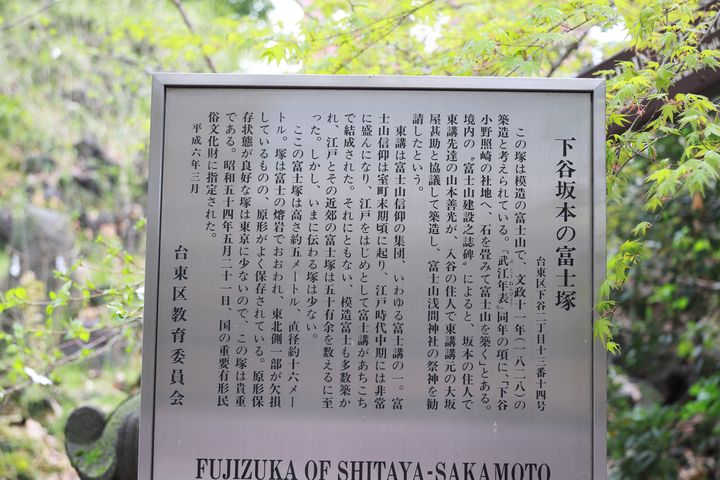 下谷坂本の富士塚
台東区下谷二丁目十三番十四号
この塚は模造の富士山で、文政十一年(一八二八)の
築造と考えられている。『武江年表』同年の項に、「下谷
小野照崎の社地へ、石を畳みて富士山を築く」とある。
境内の〝富士山建設之誌碑〟によると、坂本の住人で
東講先達の山本善光が、入谷の住人で東講講元の大坂
屋甚助と協議して築造し、富士山浅間神社の祭神を勧
請したという。
東講は富士山信仰の集団、いわゆる富士講の一。富
士山信仰は室町末期頃に起り、江戸時代中期には非常
に盛んになり、江戸をはじめとして富士講があちこち
で結成された。それにともない、模造富士も多数築か
れ、江戸とその近郊の富士塚は五十有余を数えるに至
った。しかし、いまに伝わる塚は少ない。
ここの富士塚は高さ約五メートル、直径約十六メー
トル。塚は富士の熔岩でおおわれ、東北側一部が欠損
しているものの、原形がよく保存されている。原形保
存状態が良好な塚は東京に少ないので、この塚は貴重
である。昭和五十四年五月二十一日、国の重要有形民
俗文化財に指定された。
平成六年三月
台東区教育委員会
FUJIZUKA OF SHITAYA-SAKAMOTO